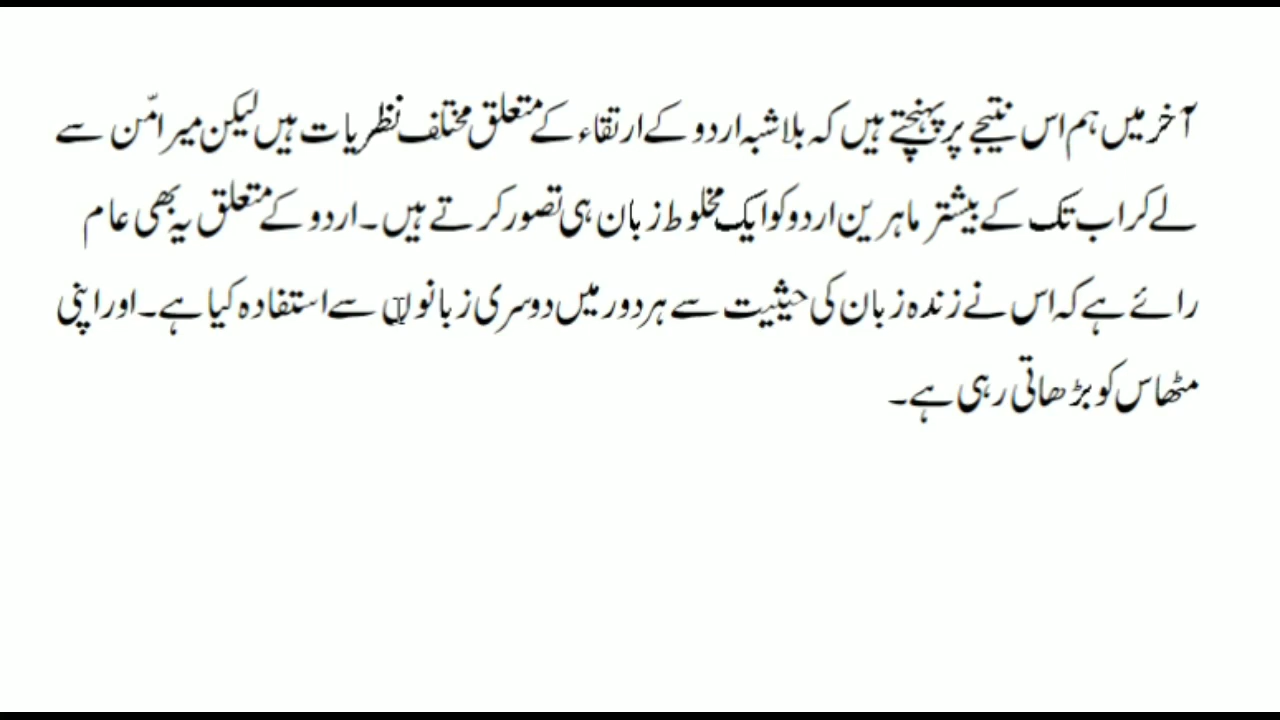 آخر میں ہم اس نتیجے پر پہنچتے ہیں کہ بلا شبہ اردو کے ارتقاء کے متعلق مختلف نظریات ہیں لیکن میر امّن سے
لے کر اب تک کے بیشتر ماہرین اردو کو ایک مخلوط زبان ہی تصور کرتے ہیں۔ اردو کے متعلق یہ بھی عام
رائے ہے کہ اس نے زندہ زبان کی حیثیت سے ہر دور میں دوسری زبانوں سے استفادہ کیا ہے۔ اور اپنی
مٹھاس کو بڑھاتی رہی ہے۔